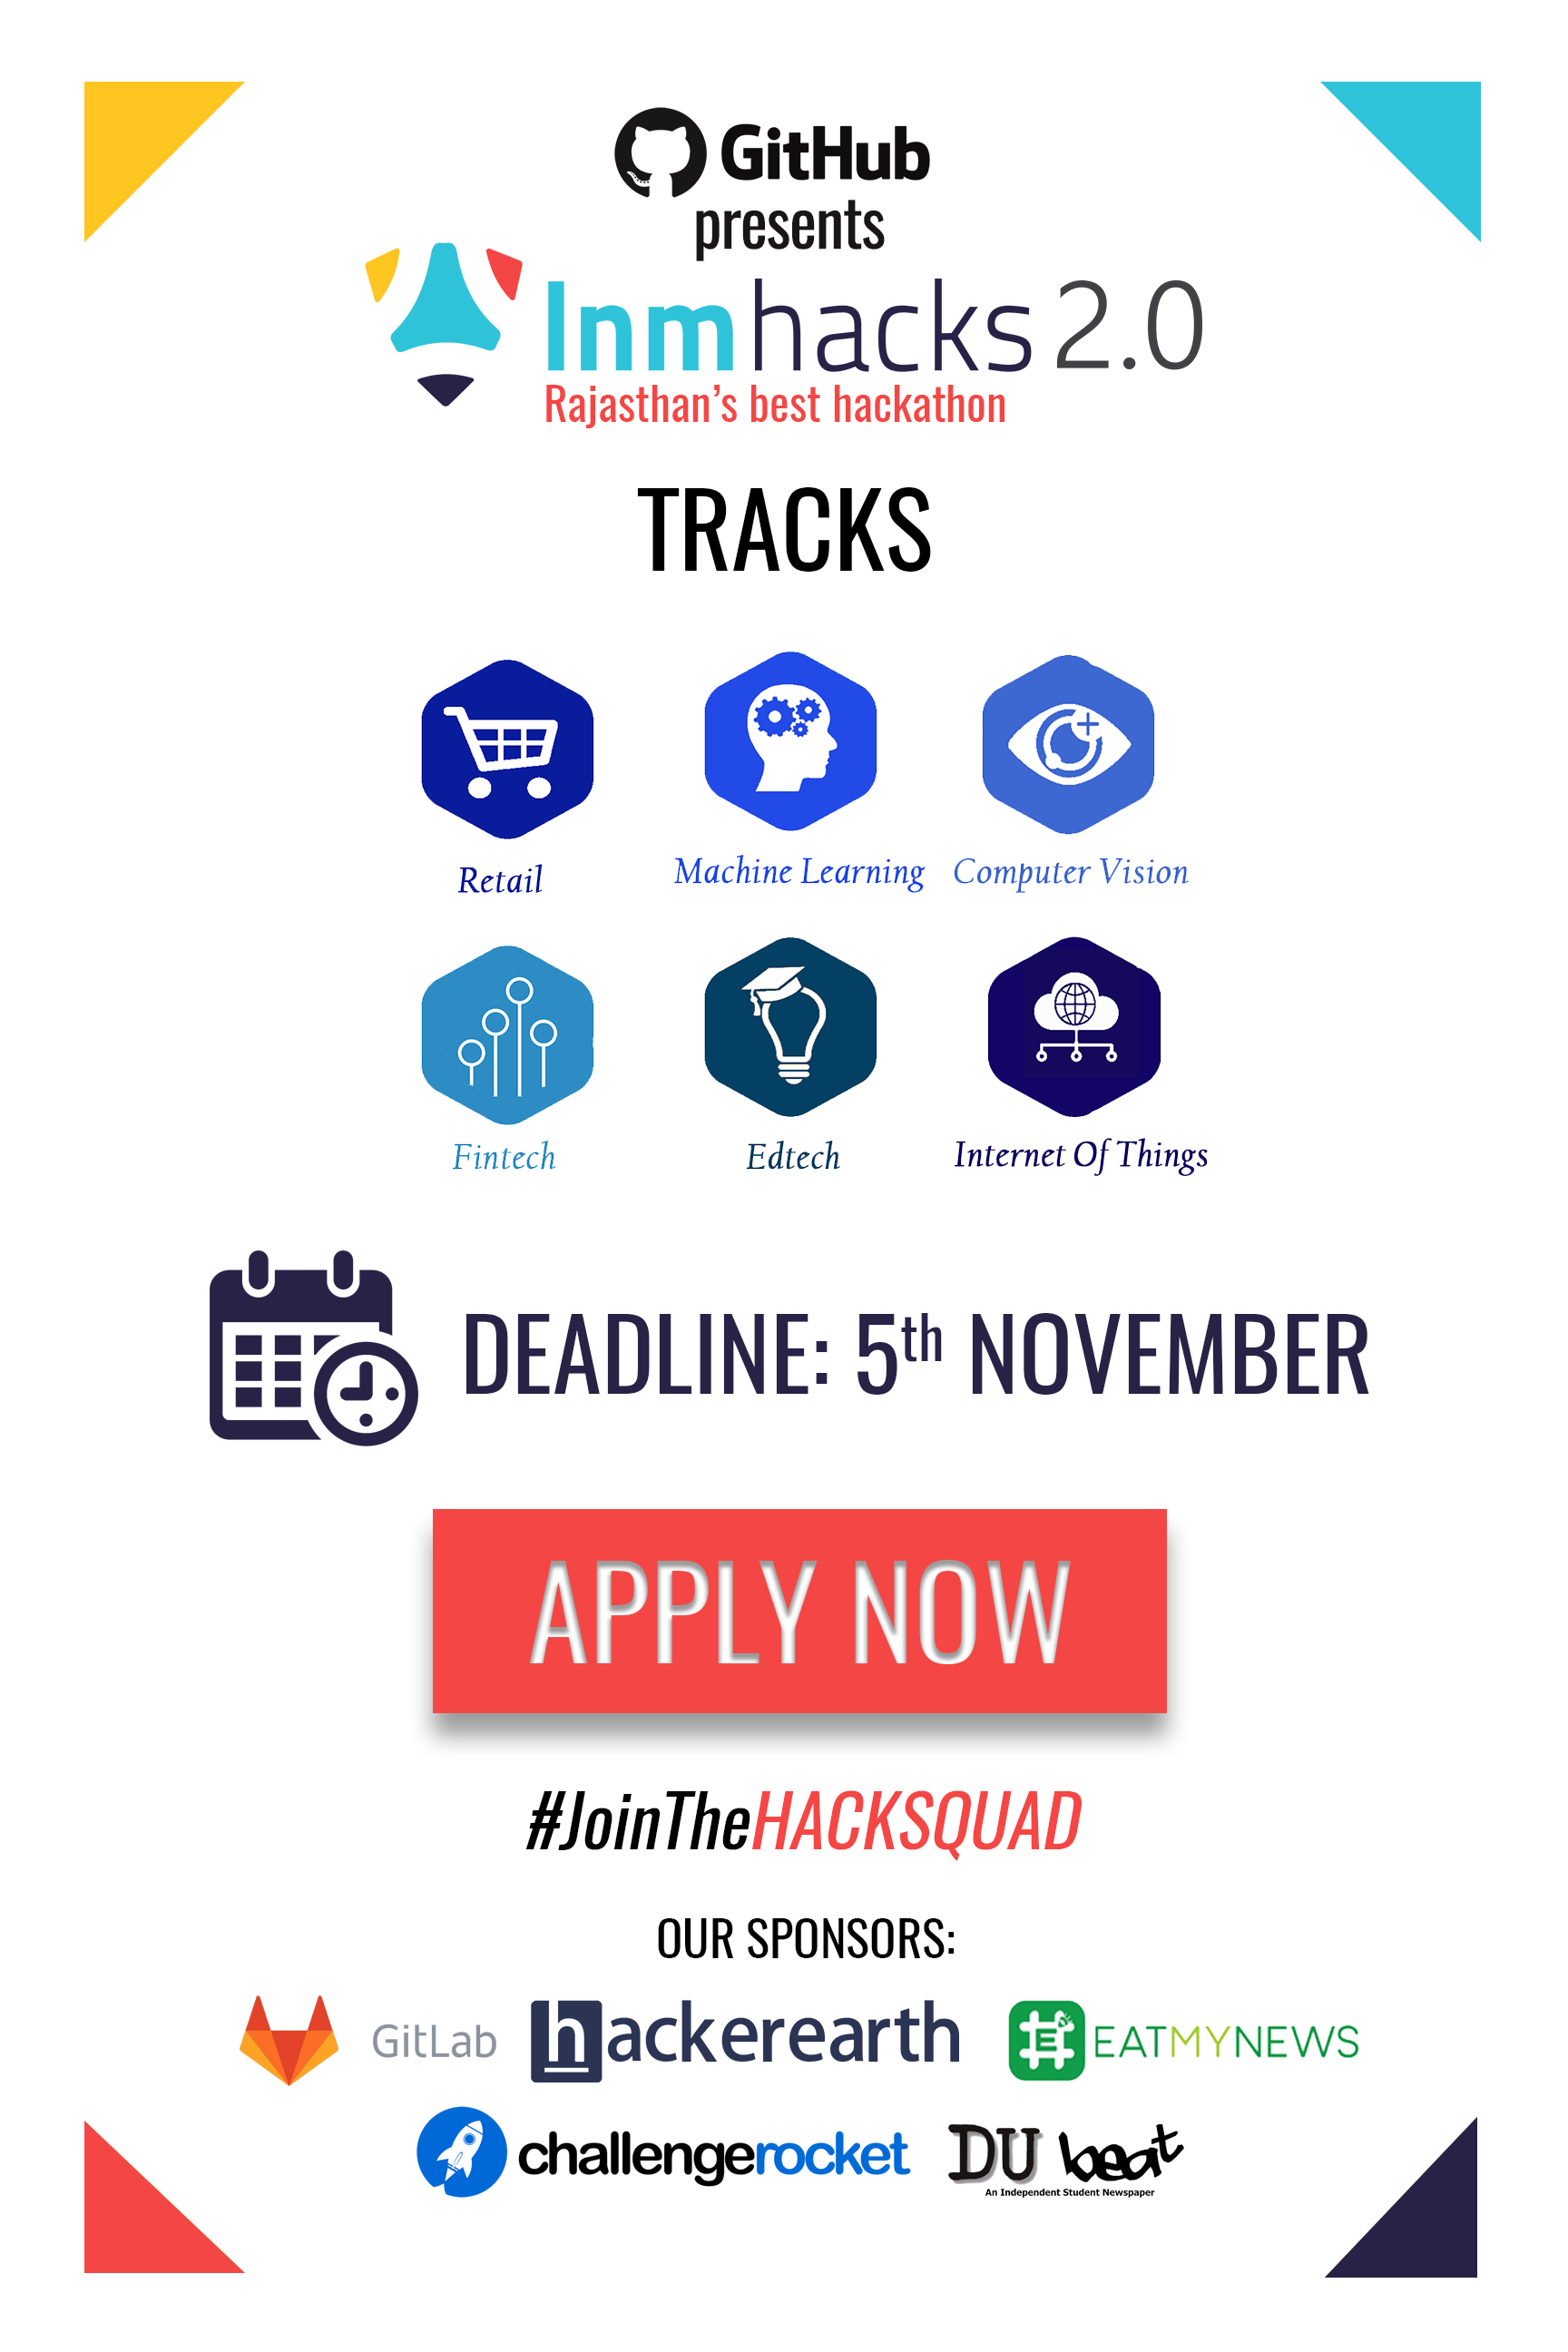 GitHub
presents
Inmhacks 2.0
Rajasthan's best hackathon
TRACKS
Retail
Machine Learning
Computer Vision
Fintech
Edtech
Internet Of Things
DEADLINE: 5th NOVEMBER
APPLY NOW
#JoinTheHACKSQUAD
OUR SPONSORS:
GitLab
hackerearth
E
EATMYNEWS
challengerocket
DU beat
An Independent Student Newspaper